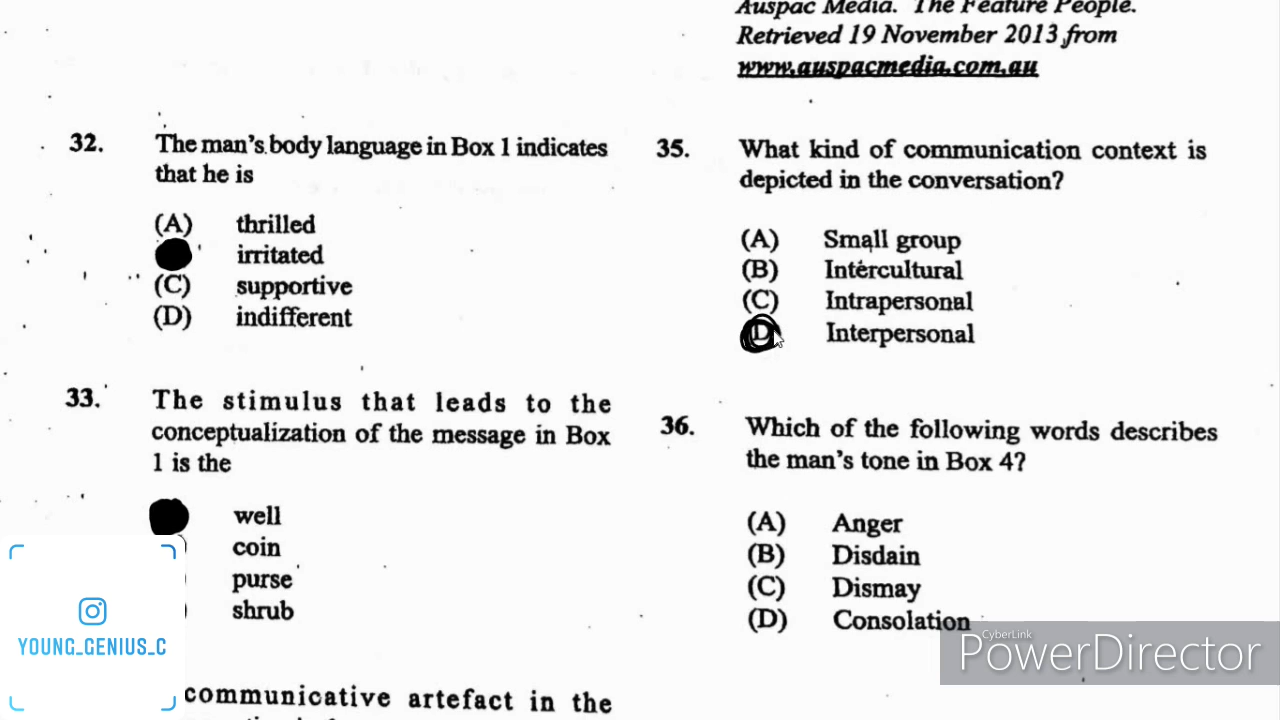 Auspac Media. The Feature People.
Retrieved 19 November 2013 from
www.auspacmedia.com.au
32. The man's body language in Box 1 indicates
that he is
(A) thrilled
irritated
(C) supportive
(D) indifferent
33. The stimulus that leads to the
conceptualization of the message in Box
1 is the
well
coin
purse
shrub
communicative artefact in the
35. What kind of communication context is
depicted in the conversation?
(A) Small group
(B) Intercultural
(C) Intrapersonal
(D) Interpersonal
36. Which of the following words describes
the man's tone in Box 4?
(A) Anger
(B) Disdain
(C) Dismay
(D) Consolation
YOUNG_GENIUS_C
CyberLink
PowerDirector